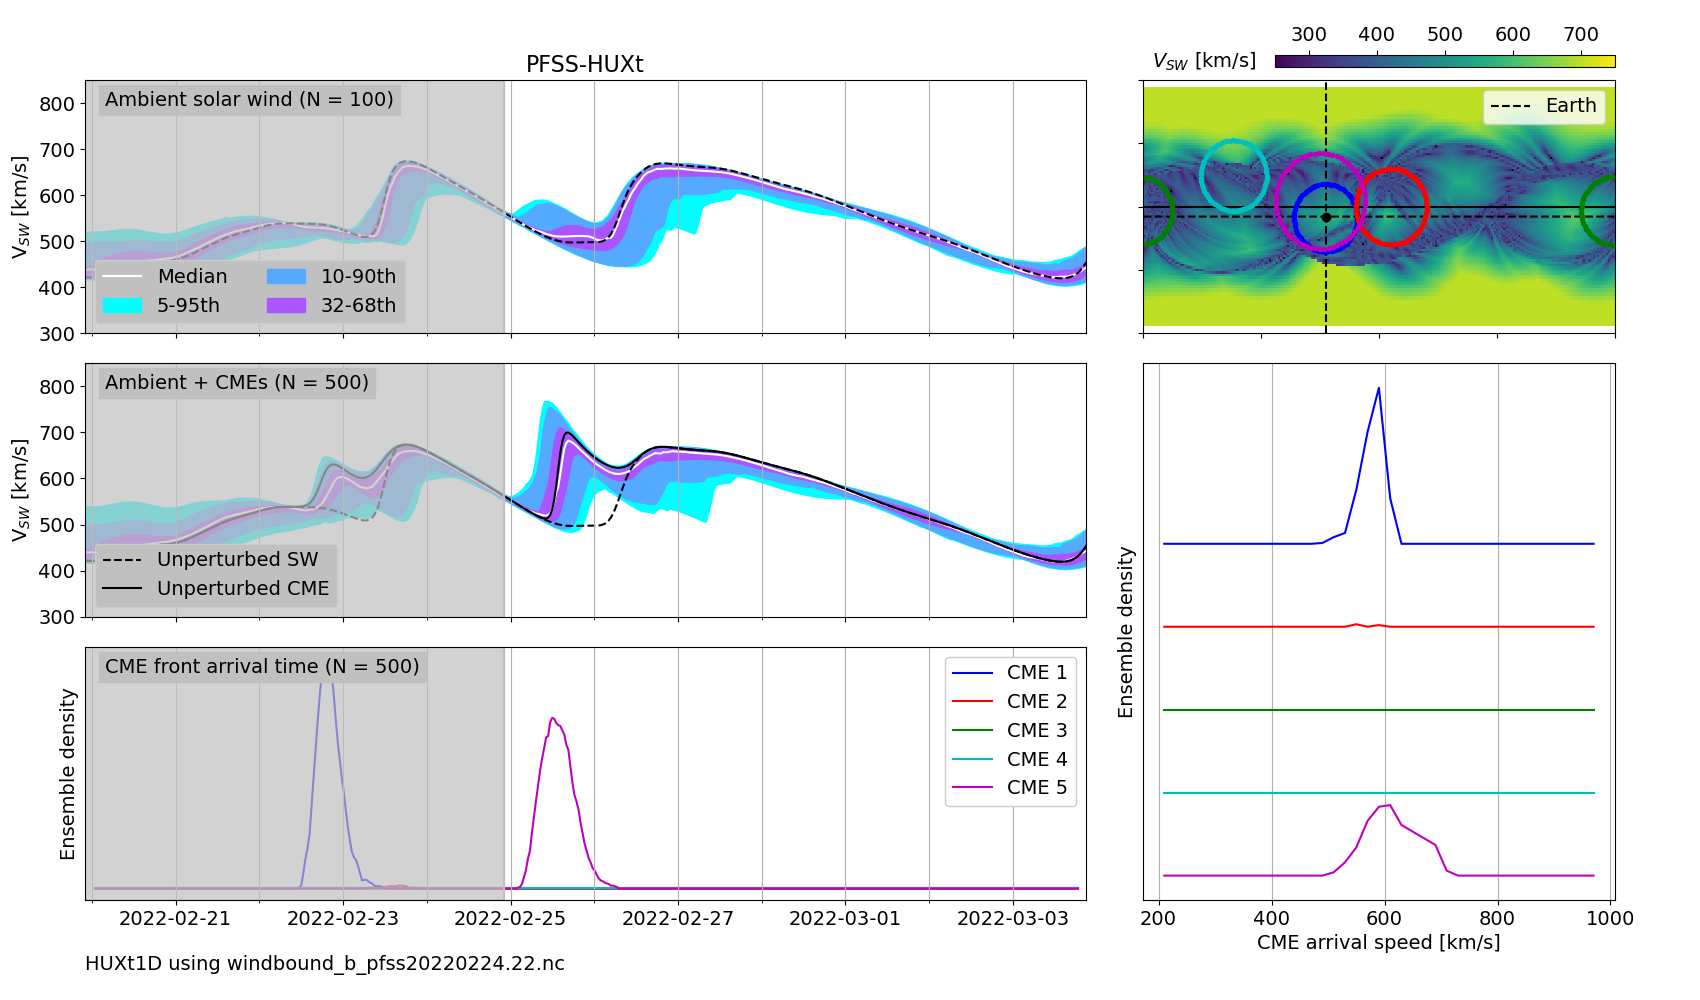 PFSS-HUXt
Ambient solar wind (N = 100)
V_SW [km/s]
800
700
600
500
400
300
Median
5-95th
10-90th
32-68th
V_SW [km/s]
300
400
500
600
700
Earth
Ambient + CMEs (N = 500)
V_SW [km/s]
800
700
600
500
400
300
Unperturbed SW
Unperturbed CME
CME front arrival time (N = 500)
Ensemble density
CME 1
CME 2
CME 3
CME 4
CME 5
2022-02-21
2022-02-23
2022-02-25
2022-02-27
2022-03-01
2022-03-03
Ensemble density
200
400
600
800
1000
CME arrival speed [km/s]
HUXt1D using windbound_b_pfss20220224.22.nc